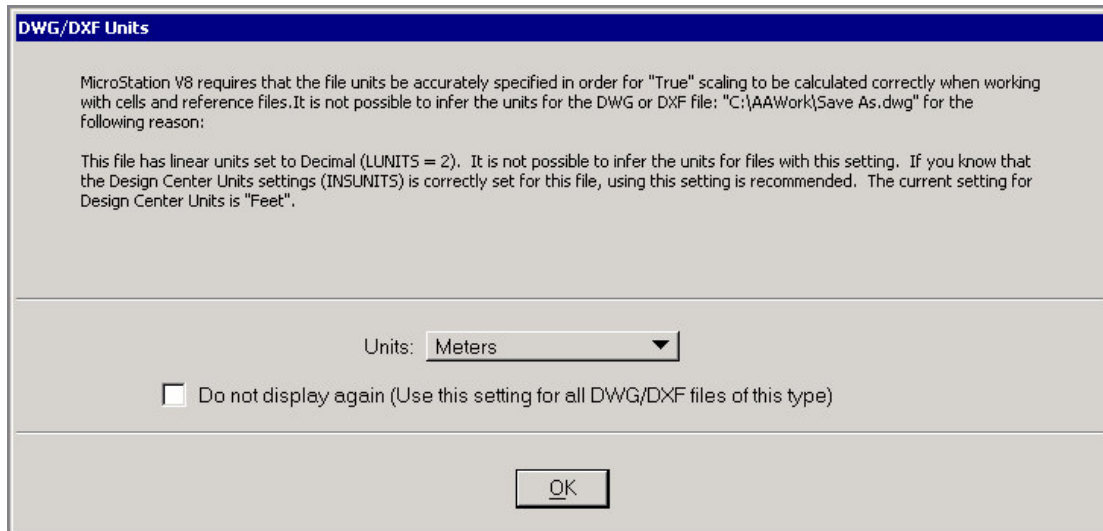 DWG/DXF Units
MicroStation V8 requires that the file units be accurately specified in order for "True" scaling to be calculated correctly when working
with cells and reference files.It is not possible to infer the units for the DWG or DXF file: "C:\AAWork\Save As.dwg" for the
following reason:
This file has linear units set to Decimal (LUNITS = 2).  It is not possible to infer the units for files with this setting.  If you know that
the Design Center Units settings (INSUNITS) is correctly set for this file, using this setting is recommended.  The current setting for
Design Center Units is "Feet".
Units: Meters
Do not display again (Use this setting for all DWG/DXF files of this type)
OK